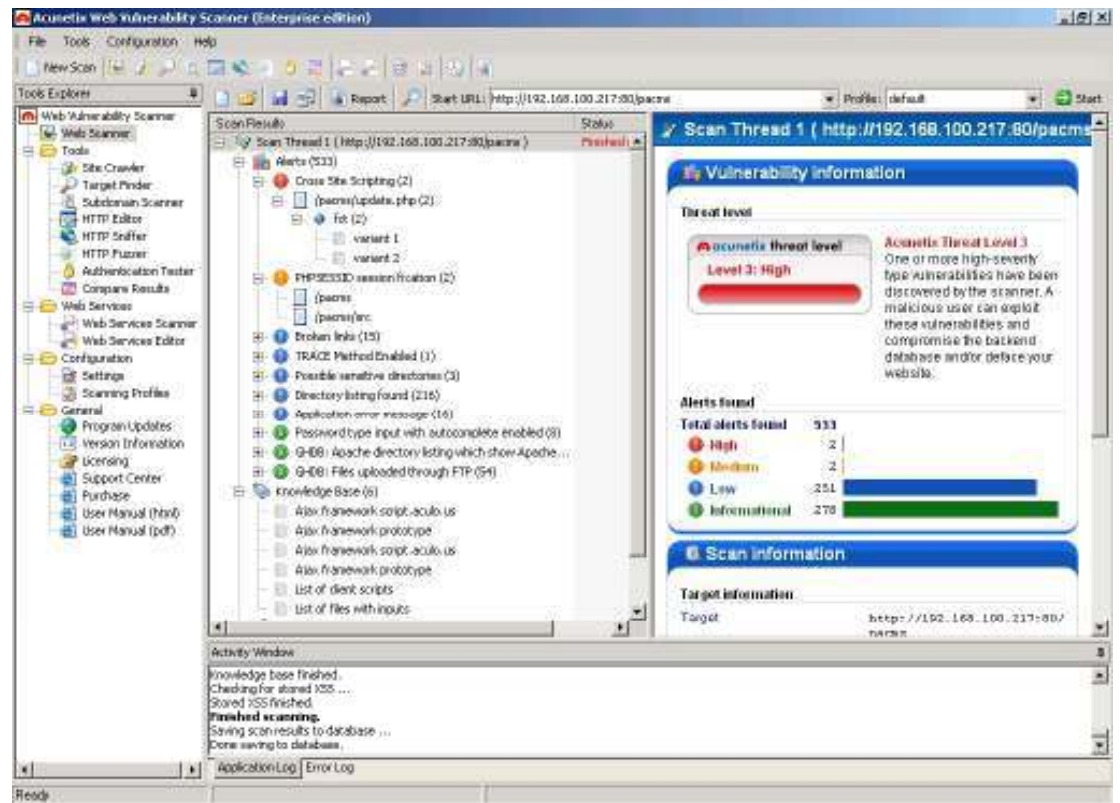 Acunetix Web Vulnerability Scanner (Enterprise edition)
File Tools Configuration Help
New Scan
Tools Explorer
Report
Start URL: http://192.168.100.217:80/pacms
Profile: default
Start
Web Vulnerability Scanner
Web Scanner
Tools
Site Crawler
Target Finder
Subdomain Scanner
HTTP Editor
HTTP Sniffer
HTTP Fuzzer
Authentication Tester
Compare Results
Web Services
Web Services Scanner
Web Services Editor
Configuration
Settings
Scanning Profiles
General
Program Updates
Version Information
Licensing
Support Center
Purchase
User Manual (html)
User Manual (pdf)
Scan Results
Status
Scan Thread 1 ( http://192.168.100.217:80/pacms )
Finished
Alerts (533)
Cross Site Scripting (2)
/pacms/update.php (2)
fct (2)
variant 1
variant 2
PHPSESSID session fixation (2)
/pacms
/pacms/src
Broken links (15)
TRACE Method Enabled (1)
Possible sensitive directories (3)
Directory listing found (216)
Application error message (16)
Password type input with autocomplete enabled (8)
GHDB: Apache directory listing which show Apache...
GHDB: Files uploaded through FTP (54)
Knowledge Base (6)
Ajax framework script.aculo.us
Ajax framework prototype
Ajax framework script.aculo.us
Ajax framework prototype
List of client scripts
List of files with inputs
Scan Thread 1 ( http://192.168.100.217:80/pacms
Vulnerability information
Threat level
acunetix threat level
Level 3: High
Acunetix Threat Level 3
One or more high-severity
type vulnerabilities have been
discovered by the scanner. A
malicious user can exploit
these vulnerabilities and
compromise the backend
database and/or deface your
website.
Alerts found
Total alerts found 533
High 2
Medium 2
Low 251
Informational 278
Scan information
Target information
Target
http://192.168.100.217:80/
pacms
Activity Window
Knowledge base finished.
Checking for stored XSS ...
Stored XSS finished.
Finished scanning.
Saving scan results to database ...
Done saving to database.
Application Log Error Log
Ready